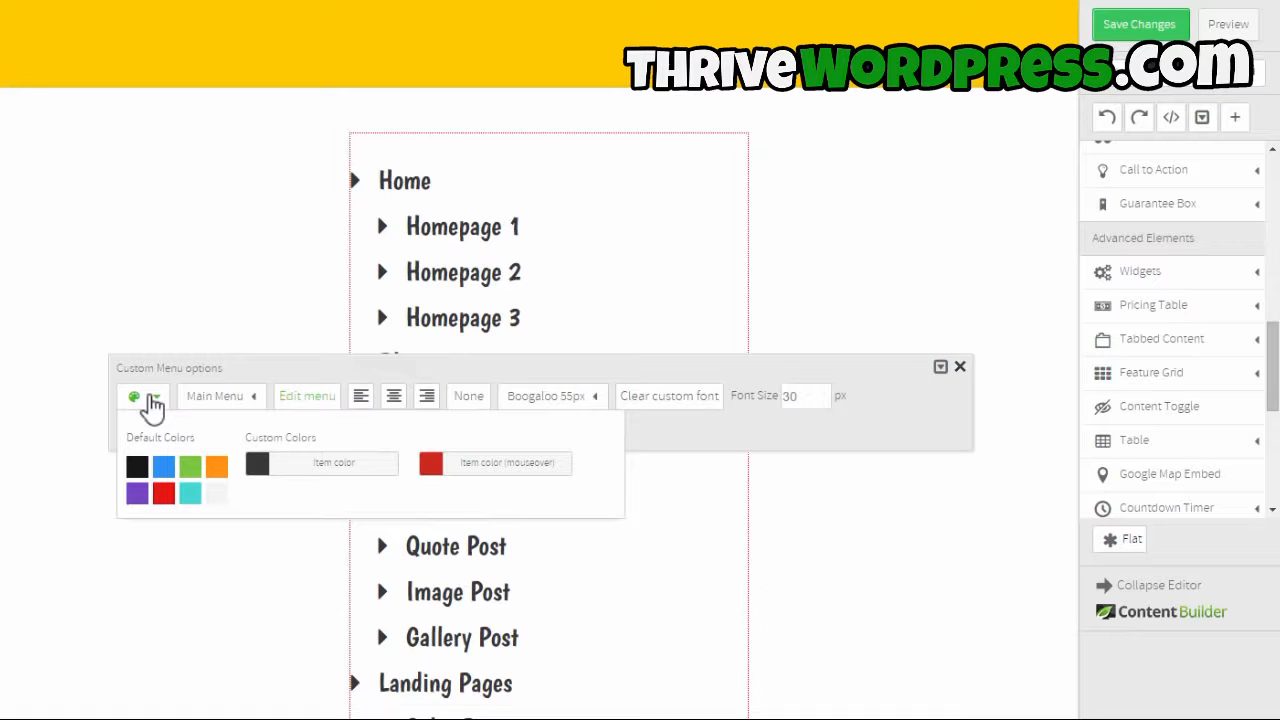 Save Changes
Preview
THRIVEWORDPRESS.COM
Home
Homepage 1
Homepage 2
Homepage 3
Custom Menu options
Main Menu
Edit menu
None
Boogaloo 55px
Clear custom font
Font Size
30
px
Default Colors
Custom Colors
Item color
Item color (mouseover)
Quote Post
Image Post
Gallery Post
Landing Pages
Call to Action
Guarantee Box
Advanced Elements
Widgets
Pricing Table
Tabbed Content
Feature Grid
Content Toggle
Table
Google Map Embed
Countdown Timer
Flat
Collapse Editor
ContentBuilder